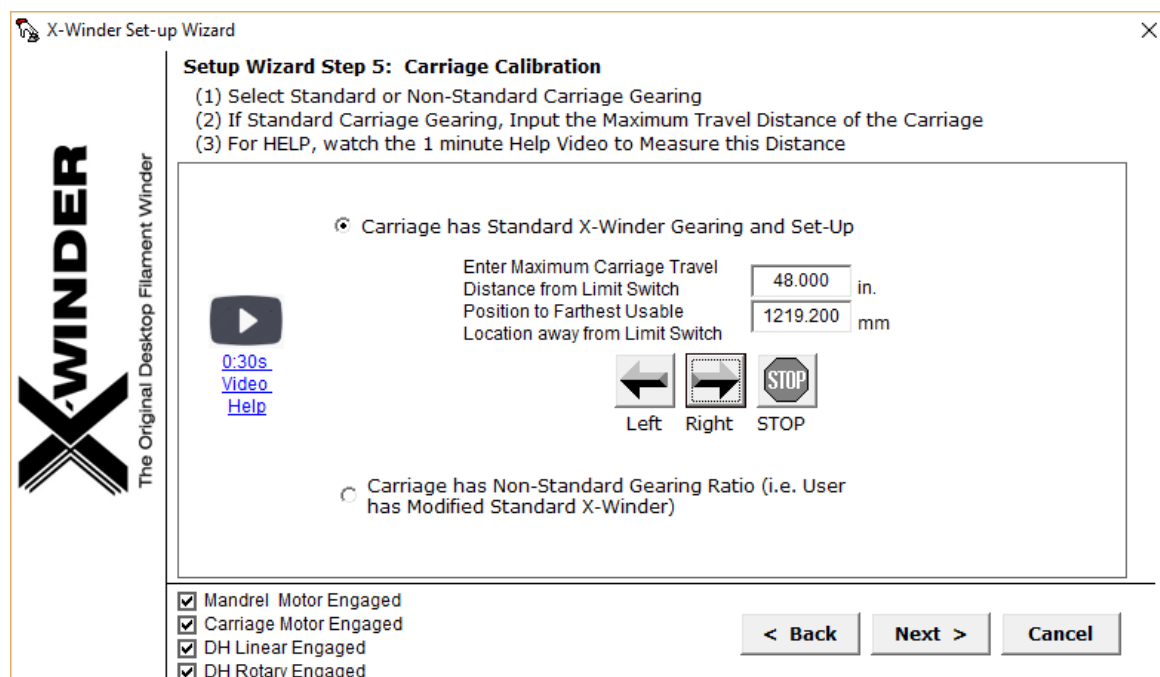 X-Winder Set-up Wizard
Setup Wizard Step 5: Carriage Calibration
(1) Select Standard or Non-Standard Carriage Gearing
(2) If Standard Carriage Gearing, Input the Maximum Travel Distance of the Carriage
(3) For HELP, watch the 1 minute Help Video to Measure this Distance
X-WINDER
The Original Desktop Filament Winder
Carriage has Standard X-Winder Gearing and Set-Up
Enter Maximum Carriage Travel
Distance from Limit Switch
Position to Farthest Usable
Location away from Limit Switch
48.000 in.
1219.200 mm
0:30s
Video
Help
STOP
Left Right STOP
Carriage has Non-Standard Gearing Ratio (i.e. User
has Modified Standard X-Winder)
Mandrel Motor Engaged
Carriage Motor Engaged
DH Linear Engaged
DH Rotary Engaged
< Back Next > Cancel